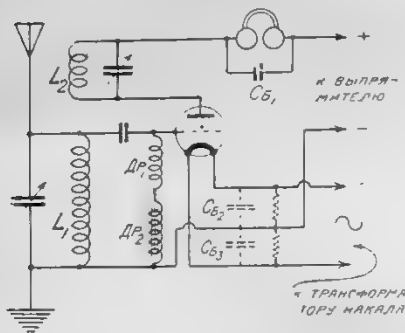 +
L₂
Cб₁
к выпря-
мителю
−
Др₁
L₁
Др₂
Cб₂
Cб₃
~
к трансформа
тору накала